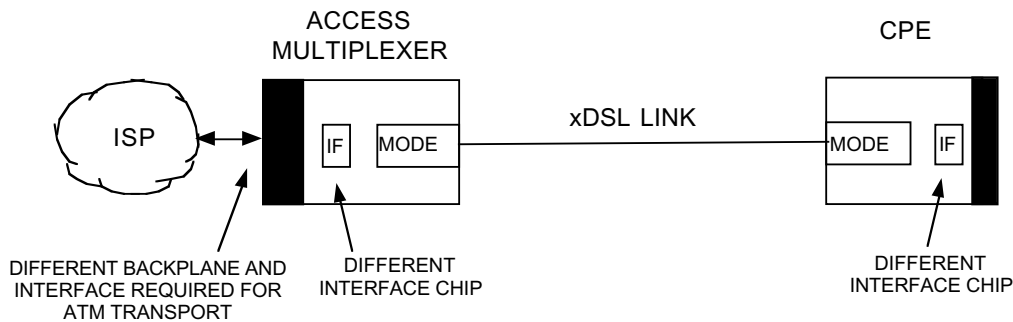 ACCESS
MULTIPLEXER
CPE
ISP
IF
MODE
xDSL LINK
MODE
IF
DIFFERENT BACKPLANE AND
INTERFACE REQUIRED FOR
ATM TRANSPORT
DIFFERENT
INTERFACE CHIP
DIFFERENT
INTERFACE CHIP